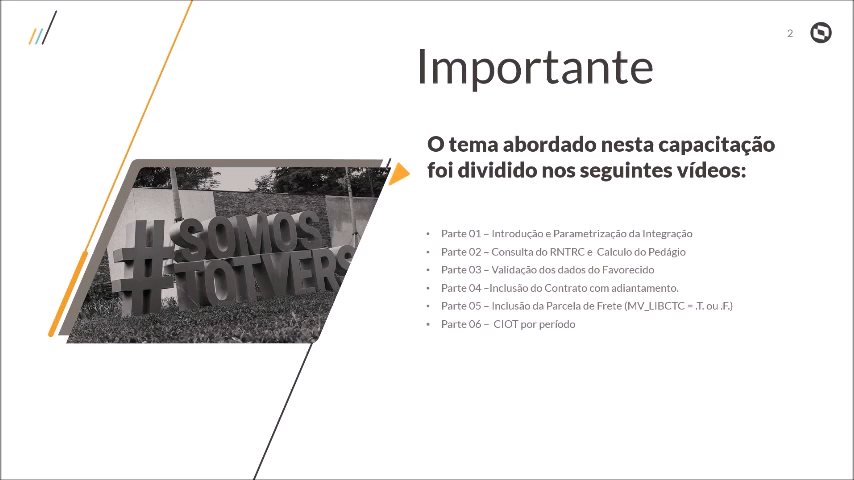 2
Importante
O tema abordado nesta capacitação
foi dividido nos seguintes vídeos:
• Parte 01 – Introdução e Parametrização da Integração
• Parte 02 – Consulta do RNTRC e  Calculo do Pedágio
• Parte 03 – Validação dos dados do Favorecido
• Parte 04 –Inclusão do Contrato com adiantamento.
• Parte 05 – Inclusão da Parcela de Frete (MV_LIBCTC = .T. ou .F.)
• Parte 06 –  CIOT por período
#SOMOS
#TOTVERS